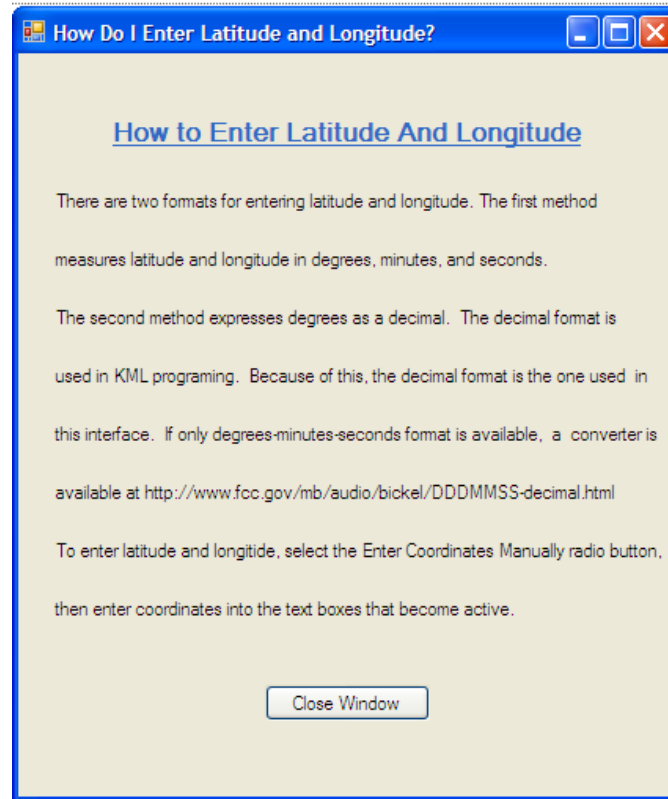 How Do I Enter Latitude and Longitude?
How to Enter Latitude And Longitude
There are two formats for entering latitude and longitude. The first method
measures latitude and longitude in degrees, minutes, and seconds.
The second method expresses degrees as a decimal.  The decimal format is
used in KML programing.  Because of this, the decimal format is the one used  in
this interface.  If only degrees-minutes-seconds format is available,  a  converter is
available at http://www.fcc.gov/mb/audio/bickel/DDDMMSS-decimal.html
To enter latitude and longitide, select the Enter Coordinates Manually radio button,
then enter coordinates into the text boxes that become active.
Close Window